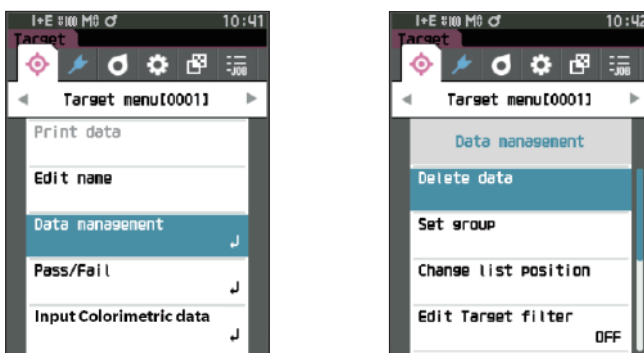 I+E M0 10:41
Target
-JOB
Target menu[0001]
Print data
Edit name
Data management
Pass/Fail
Input Colorimetric data
I+E M0 10:42
Target
-JOB
Target menu[0001]
Data management
Delete data
Set group
Change list position
Edit Target filter
OFF